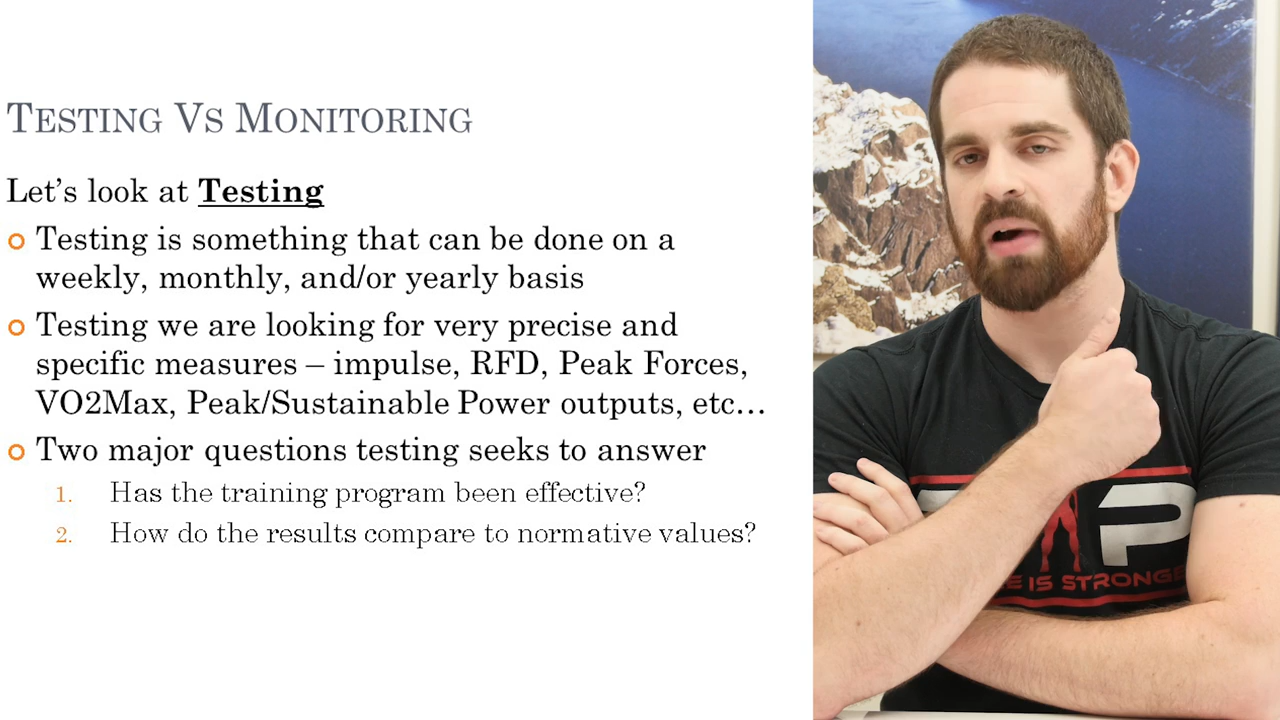 TESTING VS MONITORING
Let's look at Testing
Testing is something that can be done on a
weekly, monthly, and/or yearly basis
Testing we are looking for very precise and
specific measures – impulse, RFD, Peak Forces,
VO2Max, Peak/Sustainable Power outputs, etc…
Two major questions testing seeks to answer
1. Has the training program been effective?
2. How do the results compare to normative values?
P
IS STRONGE